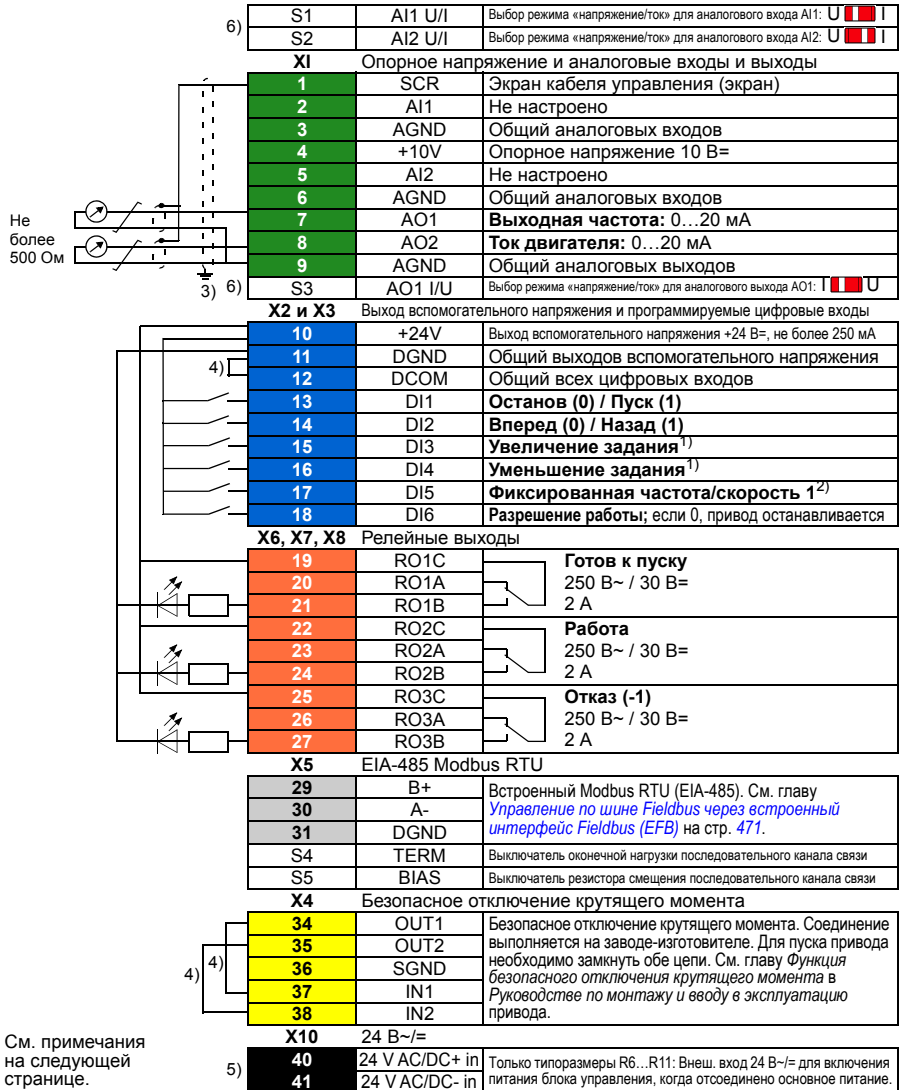 6) S1 AI1 U/I Выбор режима «напряжение/ток» для аналогового входа AI1: U I
S2 AI2 U/I Выбор режима «напряжение/ток» для аналогового входа AI2: U I
XI Опорное напряжение и аналоговые входы и выходы
1 SCR Экран кабеля управления (экран)
2 AI1 Не настроено
3 AGND Общий аналоговых входов
4 +10V Опорное напряжение 10 В=
5 AI2 Не настроено
6 AGND Общий аналоговых входов
7 AO1 Выходная частота: 0…20 мА
8 AO2 Ток двигателя: 0…20 мА
9 AGND Общий аналоговых выходов
Не
более
500 Ом
3) 6) S3 AO1 I/U Выбор режима «напряжение/ток» для аналогового выхода AO1: I U
X2 и X3 Выход вспомогательного напряжения и программируемые цифровые входы
10 +24V Выход вспомогательного напряжения +24 В=, не более 250 мА
11 DGND Общий выходов вспомогательного напряжения
4)
12 DCOM Общий всех цифровых входов
13 DI1 Останов (0) / Пуск (1)
14 DI2 Вперед (0) / Назад (1)
15 DI3 Увеличение задания1)
16 DI4 Уменьшение задания1)
17 DI5 Фиксированная частота/скорость 12)
18 DI6 Разрешение работы; если 0, привод останавливается
X6, X7, X8 Релейные выходы
19 RO1C Готов к пуску
20 RO1A 250 В~ / 30 В=
21 RO1B 2 А
22 RO2C Работа
23 RO2A 250 В~ / 30 В=
24 RO2B 2 А
25 RO3C Отказ (-1)
26 RO3A 250 В~ / 30 В=
27 RO3B 2 А
X5 EIA-485 Modbus RTU
29 B+ Встроенный Modbus RTU (EIA-485). См. главу
30 A- Управление по шине Fieldbus через встроенный
31 DGND интерфейс Fieldbus (EFB) на стр. 471.
S4 TERM Выключатель оконечной нагрузки последовательного канала связи
S5 BIAS Выключатель резистора смещения последовательного канала связи
X4 Безопасное отключение крутящего момента
34 OUT1 Безопасное отключение крутящего момента. Соединение
35 OUT2 выполняется на заводе-изготовителе. Для пуска привода
4) 4) 36 SGND необходимо замкнуть обе цепи. См. главу Функция
безопасного отключения крутящего момента в
37 IN1 Руководстве по монтажу и вводу в эксплуатацию
38 IN2 привода.
X10 24 В~/=
См. примечания
на следующей
странице.
5) 40 24 V AC/DC+ in Только типоразмеры R6…R11: Внеш. вход 24 В~/= для включения
41 24 V AC/DC- in питания блока управления, когда отсоединено основное питание.